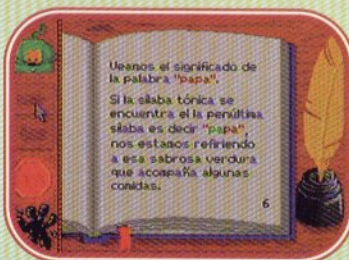 Veamos el significado de
la palabra "papa".
Si la sílaba tónica se
encuentra el la penúltima
sílaba es decir "papa",
nos estamos refiriendo
a esa sabrosa verdura
que acompaña algunas
comidas.
6